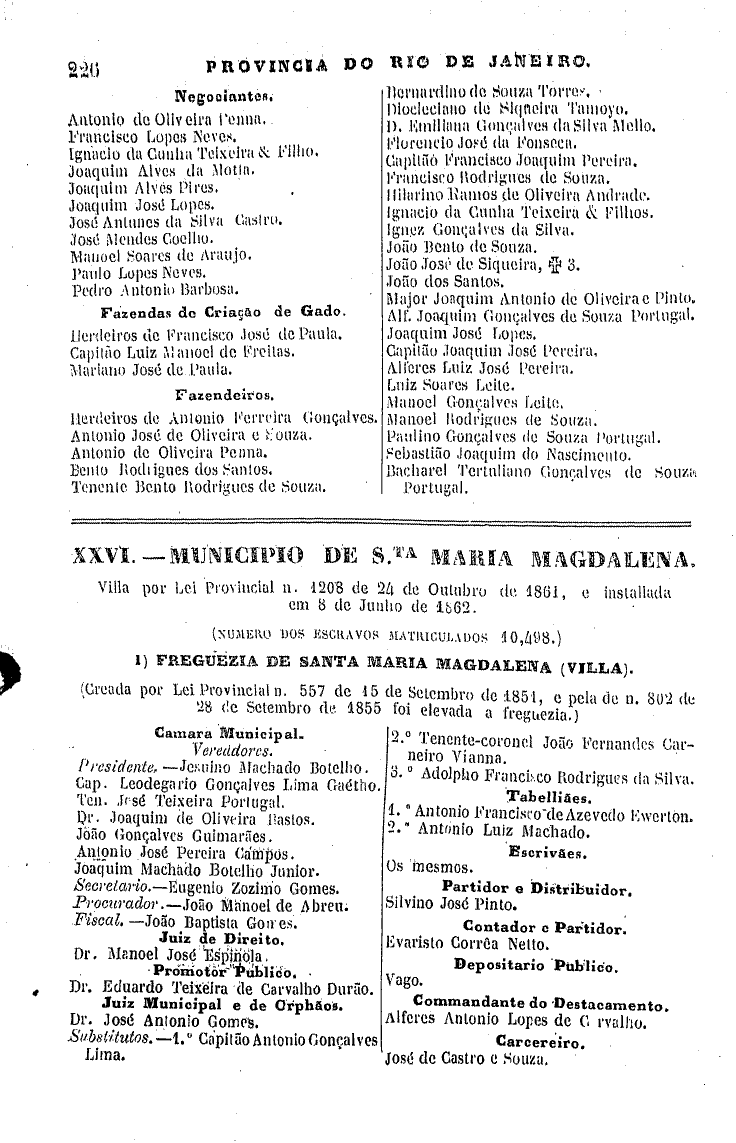 226
PROVINCIA DO RIO DE JANEIRO.
Negociantes.
Antonio de Oliveira Penna.
Francisco Lopes Neves.
Ignacio da Cunha Teixeira & Filho.
Joaquim Alves da Motta.
Joaquim Alves Pires.
Joaquim José Lopes.
José Antunes da Silva Castro.
José Mendes Coelho.
Manoel Soares de Araujo.
Paulo Lopes Neves.
Pedro Antonio Barbosa.
Fazendas de Criação de Gado.
Herdeiros de Francisco José de Paula.
Capitão Luiz Manoel de Freitas.
Mariano José de Paula.
Fazendeiros.
Herdeiros de Antonio Ferreira Gonçalves.
Antonio José de Oliveira e Souza.
Antonio de Oliveira Penna.
Bento Rodrigues dos Santos.
Tenente Bento Rodrigues de Souza.
Bernardino de Souza Torres.
Diocleciano de Siqueira Tamoyo.
D. Emiliana Gonçalves da Silva Mello.
Florencio José da Fonseca.
Capitão Francisco Joaquim Pereira.
Francisco Rodrigues de Souza.
Hilarino Ramos de Oliveira Andrade.
Ignacio da Cunha Teixeira & Filhos.
Ignez Gonçalves da Silva.
João Bento de Souza.
João José de Siqueira, ✠ 3.
João dos Santos.
Major Joaquim Antonio de Oliveira e Pinto.
Alf. Joaquim Gonçalves de Souza Portugal.
Joaquim José Lopes.
Capitão Joaquim José Pereira.
Alferes Luiz José Pereira.
Luiz Soares Leite.
Manoel Gonçalves Leite.
Manoel Rodrigues de Souza.
Paulino Gonçalves de Souza Portugal.
Sebastião Joaquim do Nascimento.
Bacharel Tertuliano Gonçalves de Souza
Portugal.
XXVI. — MUNICIPIO DE S.TA MARIA MAGDALENA.
Villa por Lei Provincial n. 1208 de 24 de Outubro de 1861, e installada
em 8 de Junho de 1862.
(NUMERO DOS ESCRAVOS MATRICULADOS 10,498.)
1) FREGUEZIA DE SANTA MARIA MAGDALENA (VILLA).
(Creada por Lei Provincial n. 557 de 15 de Setembro de 1851, e pela de n. 802 de
28 de Setembro de 1855 foi elevada a freguezia.)
Camara Municipal.
Vereadores.
Presidente. — Jesuino Machado Botelho.
Cap. Leodegario Gonçalves Lima Gaétho.
Ten. José Teixeira Portugal.
Dr. Joaquim de Oliveira Bastos.
João Gonçalves Guimarães.
Antonio José Pereira Campos.
Joaquim Machado Botelho Junior.
Secretario.—Eugenio Zozimo Gomes.
Procurador.—João Manoel de Abreu.
Fiscal. —João Baptista Gomes.
Juiz de Direito.
Dr. Manoel José Espinola.
Promotor Publico.
Dr. Eduardo Teixeira de Carvalho Durão.
Juiz Municipal e de Orphãos.
Dr. José Antonio Gomes.
Substitutos.—1.º Capitão Antonio Gonçalves
Lima.
2.º Tenente-coronel João Fernandes Car-
neiro Vianna.
3.º Adolpho Francisco Rodrigues da Silva.
Tabelliães.
1.º Antonio Francisco de Azevedo Ewerton.
2.º Antonio Luiz Machado.
Escrivães.
Os mesmos.
Partidor e Distribuidor.
Silvino José Pinto.
Contador e Partidor.
Evaristo Corrêa Netto.
Depositario Publico.
Vago.
Commandante do Destacamento.
Alferes Antonio Lopes de C rvalho.
Carcereiro.
José de Castro e Souza.